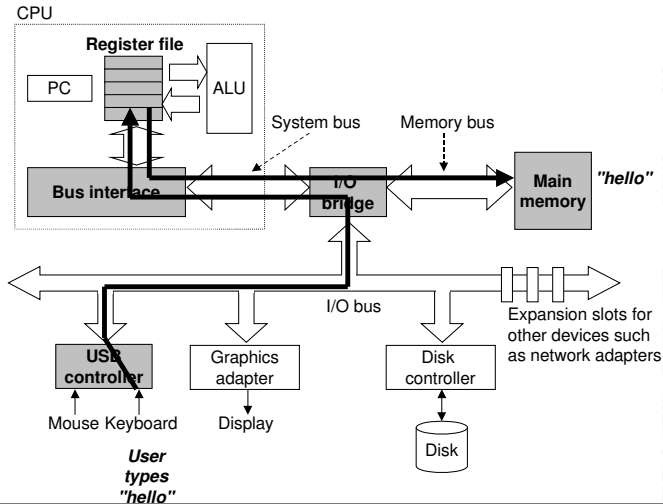 CPU
Register file
PC
ALU
System bus
Memory bus
Bus interface
I/O
bridge
Main
memory
"hello"
I/O bus
Expansion slots for
other devices such
as network adapters
USB
controller
Graphics
adapter
Disk
controller
Mouse
Keyboard
Display
Disk
User
types
"hello"